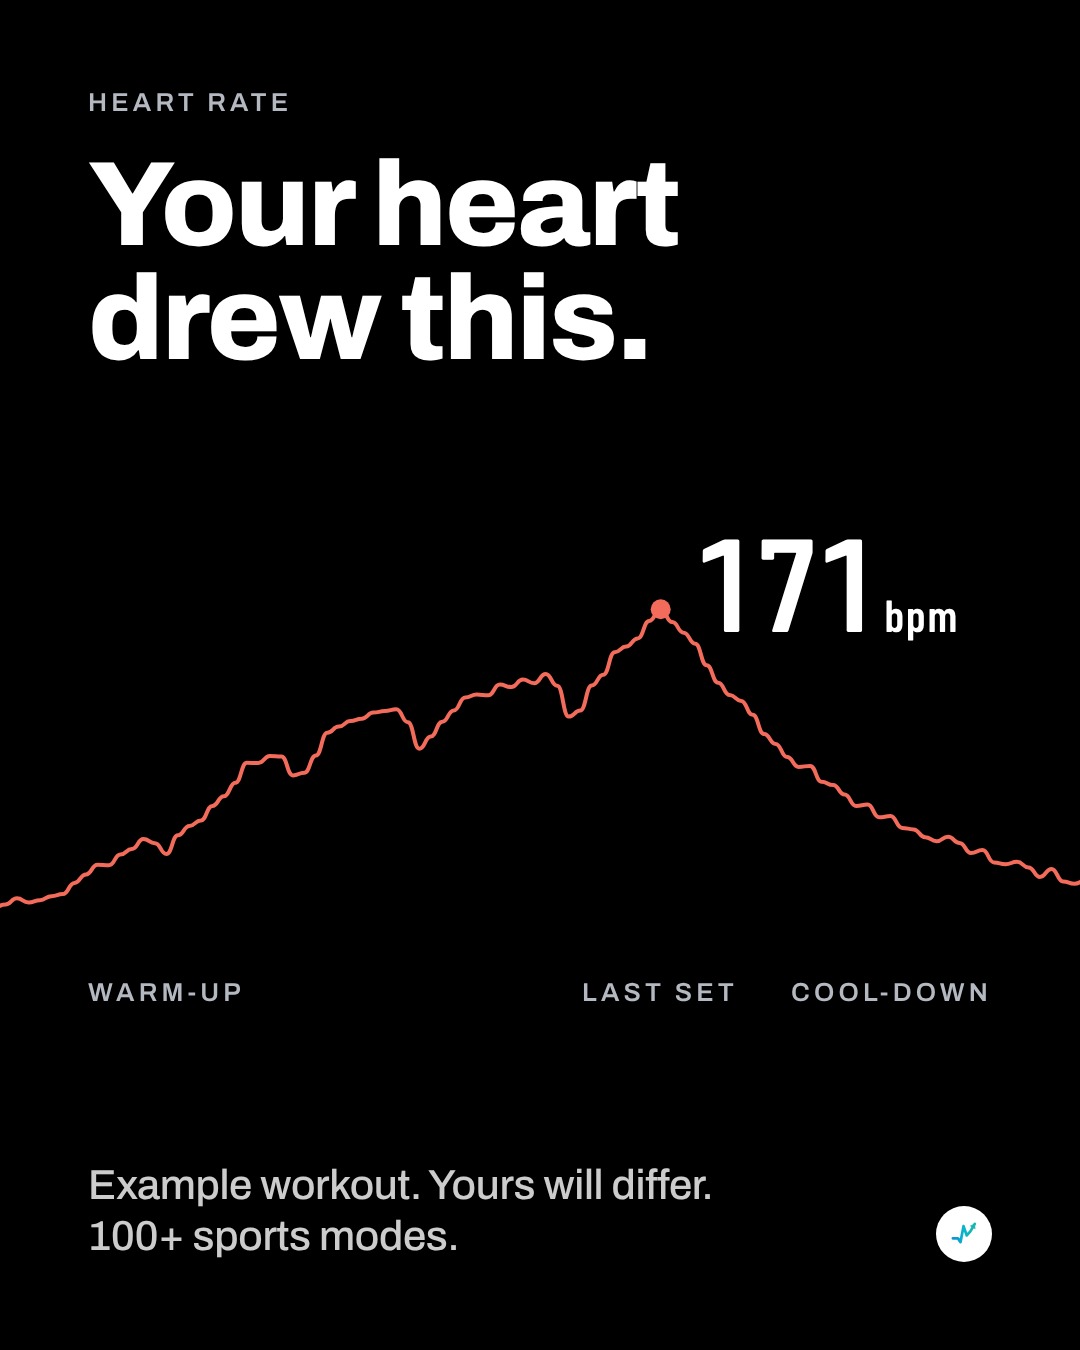 HEART RATE
Your heart
drew this.
171 bpm
WARM-UP LAST SET COOL-DOWN
Example workout. Yours will differ.
100+ sports modes.